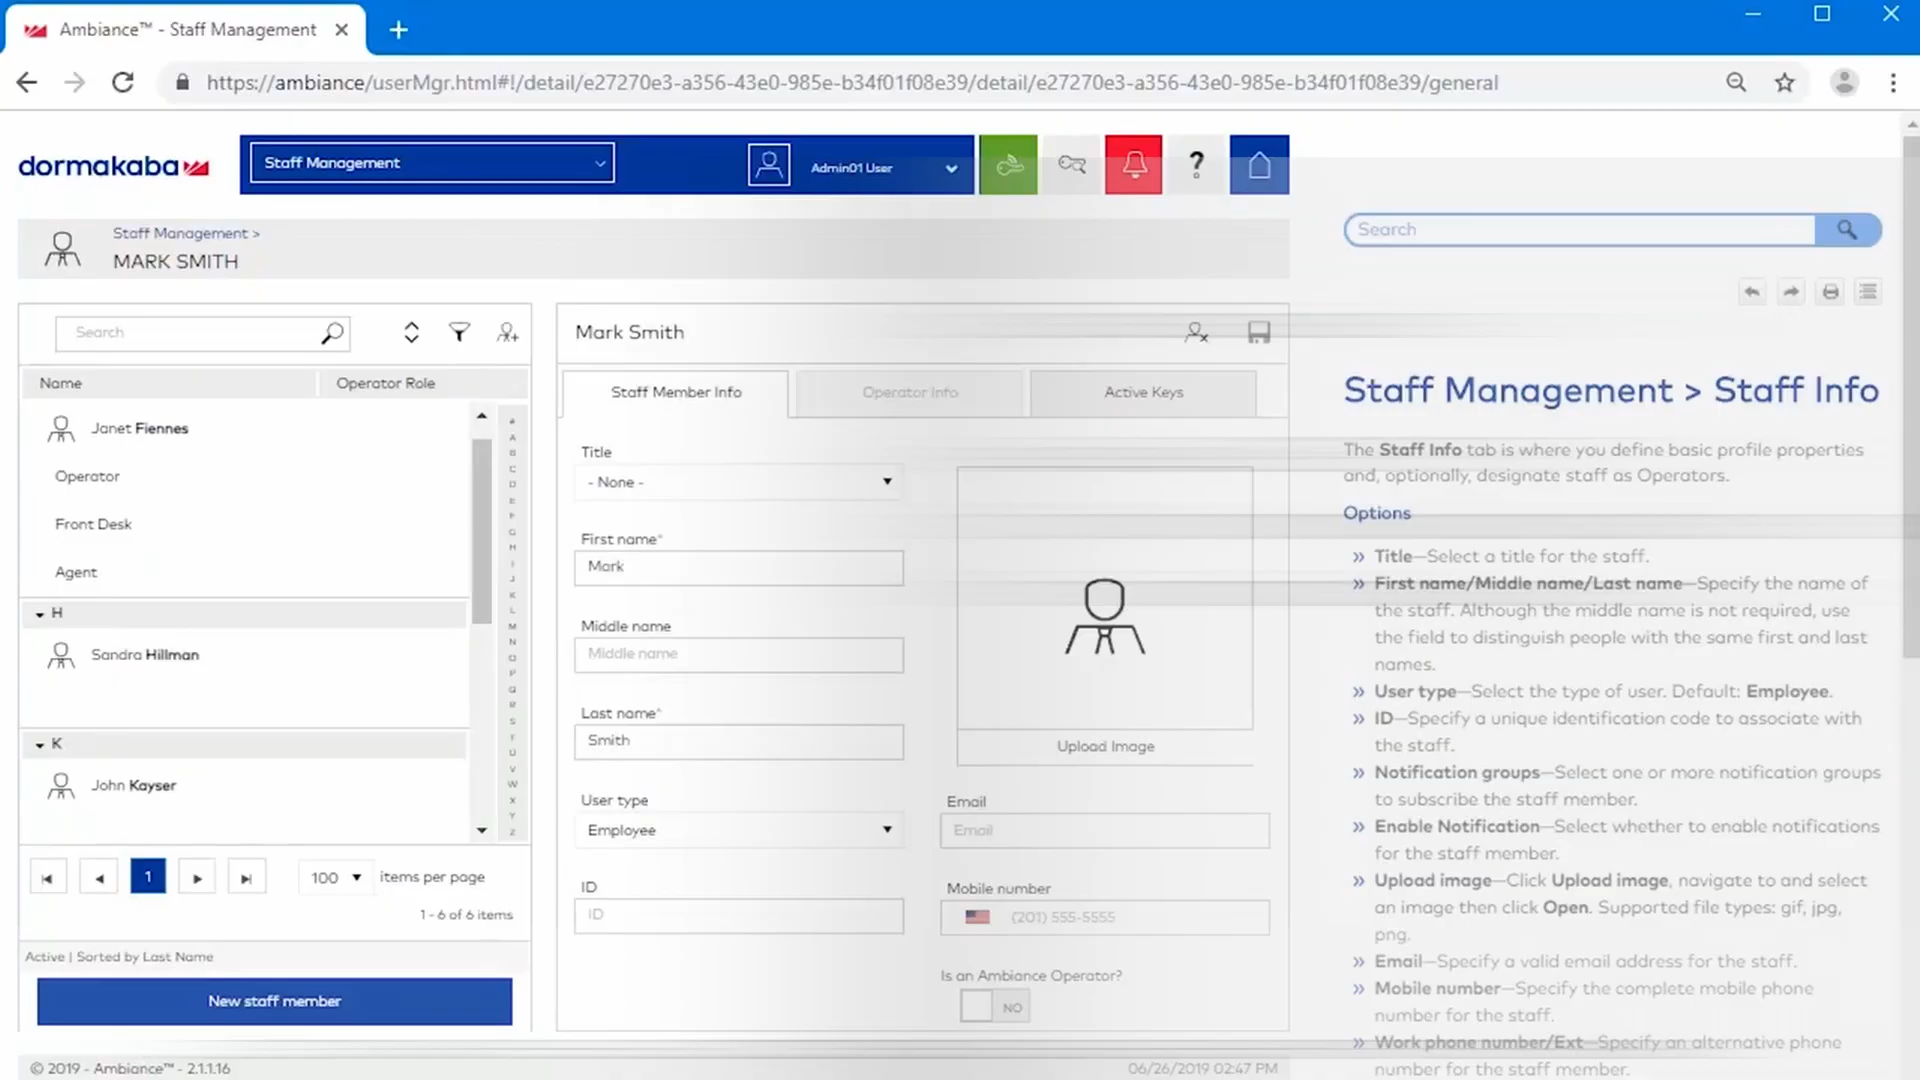 Ambiance™ - Staff Management
https://ambiance/userMgr.html#!/detail/e27270e3-a356-43e0-985e-b34f01f08e39/detail/e27270e3-a356-43e0-985e-b34f01f08e39/general
dormakaba
Staff Management
Admin01 User
?
Staff Management >
MARK SMITH
Search
Name
Operator Role
Janet Fiennes
Operator
Front Desk
Agent
H
Sandra Hillman
K
John Kayser
#
A
B
C
D
E
F
G
H
I
J
K
L
M
N
O
P
Q
R
S
T
U
V
W
X
Y
Z
1
100
items per page
1 - 6 of 6 items
Active | Sorted by Last Name
New staff member
Mark Smith
Staff Member Info
Operator Info
Active Keys
Title
- None -
First name*
Mark
Middle name
Middle name
Last name*
Smith
User type
Employee
ID
ID
Upload Image
Email
Email
Mobile number
(201) 555-5555
Is an Ambiance Operator?
NO
Search
Staff Management > Staff Info
The Staff Info tab is where you define basic profile properties
and, optionally, designate staff as Operators.
Options
» Title—Select a title for the staff.
» First name/Middle name/Last name—Specify the name of
the staff. Although the middle name is not required, use
the field to distinguish people with the same first and last
names.
» User type—Select the type of user. Default: Employee.
» ID—Specify a unique identification code to associate with
the staff.
» Notification groups—Select one or more notification groups
to subscribe the staff member.
» Enable Notification—Select whether to enable notifications
for the staff member.
» Upload image—Click Upload image, navigate to and select
an image then click Open. Supported file types: gif, jpg,
png.
» Email—Specify a valid email address for the staff.
» Mobile number—Specify the complete mobile phone
number for the staff.
» Work phone number/Ext—Specify an alternative phone
number for the staff member.
© 2019 - Ambiance™ - 2.1.1.16
06/26/2019 02:47 PM